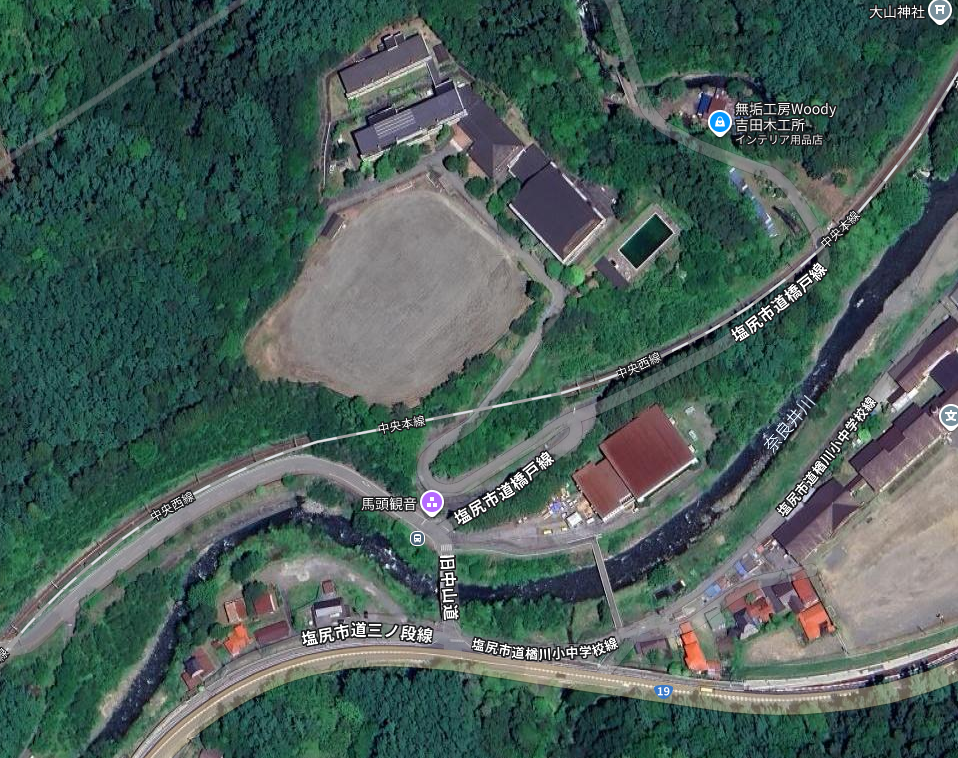 大山神社
無垢工房Woody
吉田木工所
インテリア用品店
中央本線
塩尻市道橋戸線
中央西線
中央本線
奈良井川
塩尻市道楢川小中学校線
文
馬頭観音
塩尻市道橋戸線
中央西線
旧中山道
塩尻市道三ノ段線
塩尻市道楢川小中学校線
19